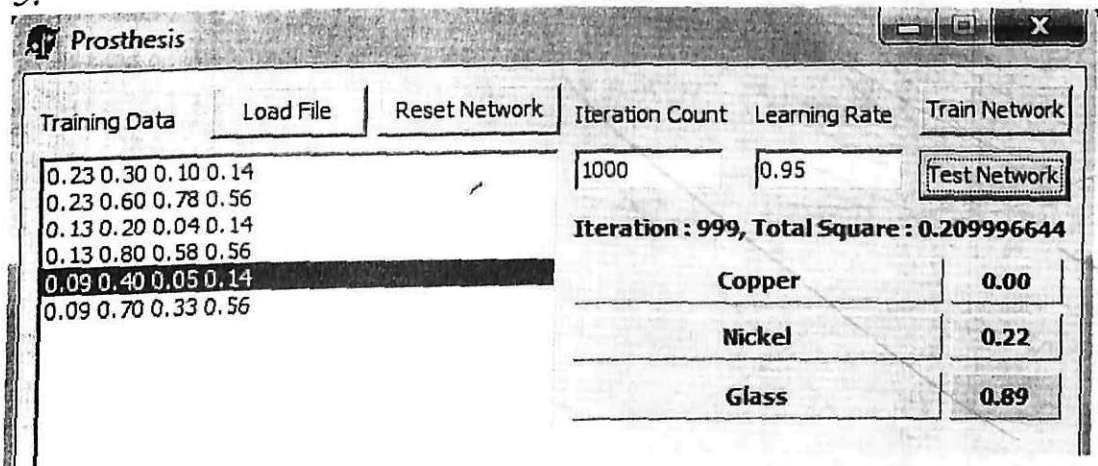 Prosthesis
Training Data Load File Reset Network Iteration Count Learning Rate Train Network
0.23 0.30 0.10 0.14
0.23 0.60 0.78 0.56
0.13 0.20 0.04 0.14
0.13 0.80 0.58 0.56
0.09 0.40 0.05 0.14
0.09 0.70 0.33 0.56
1000 0.95 Test Network
Iteration : 999, Total Square : 0.209996644
Copper 0.00
Nickel 0.22
Glass 0.89